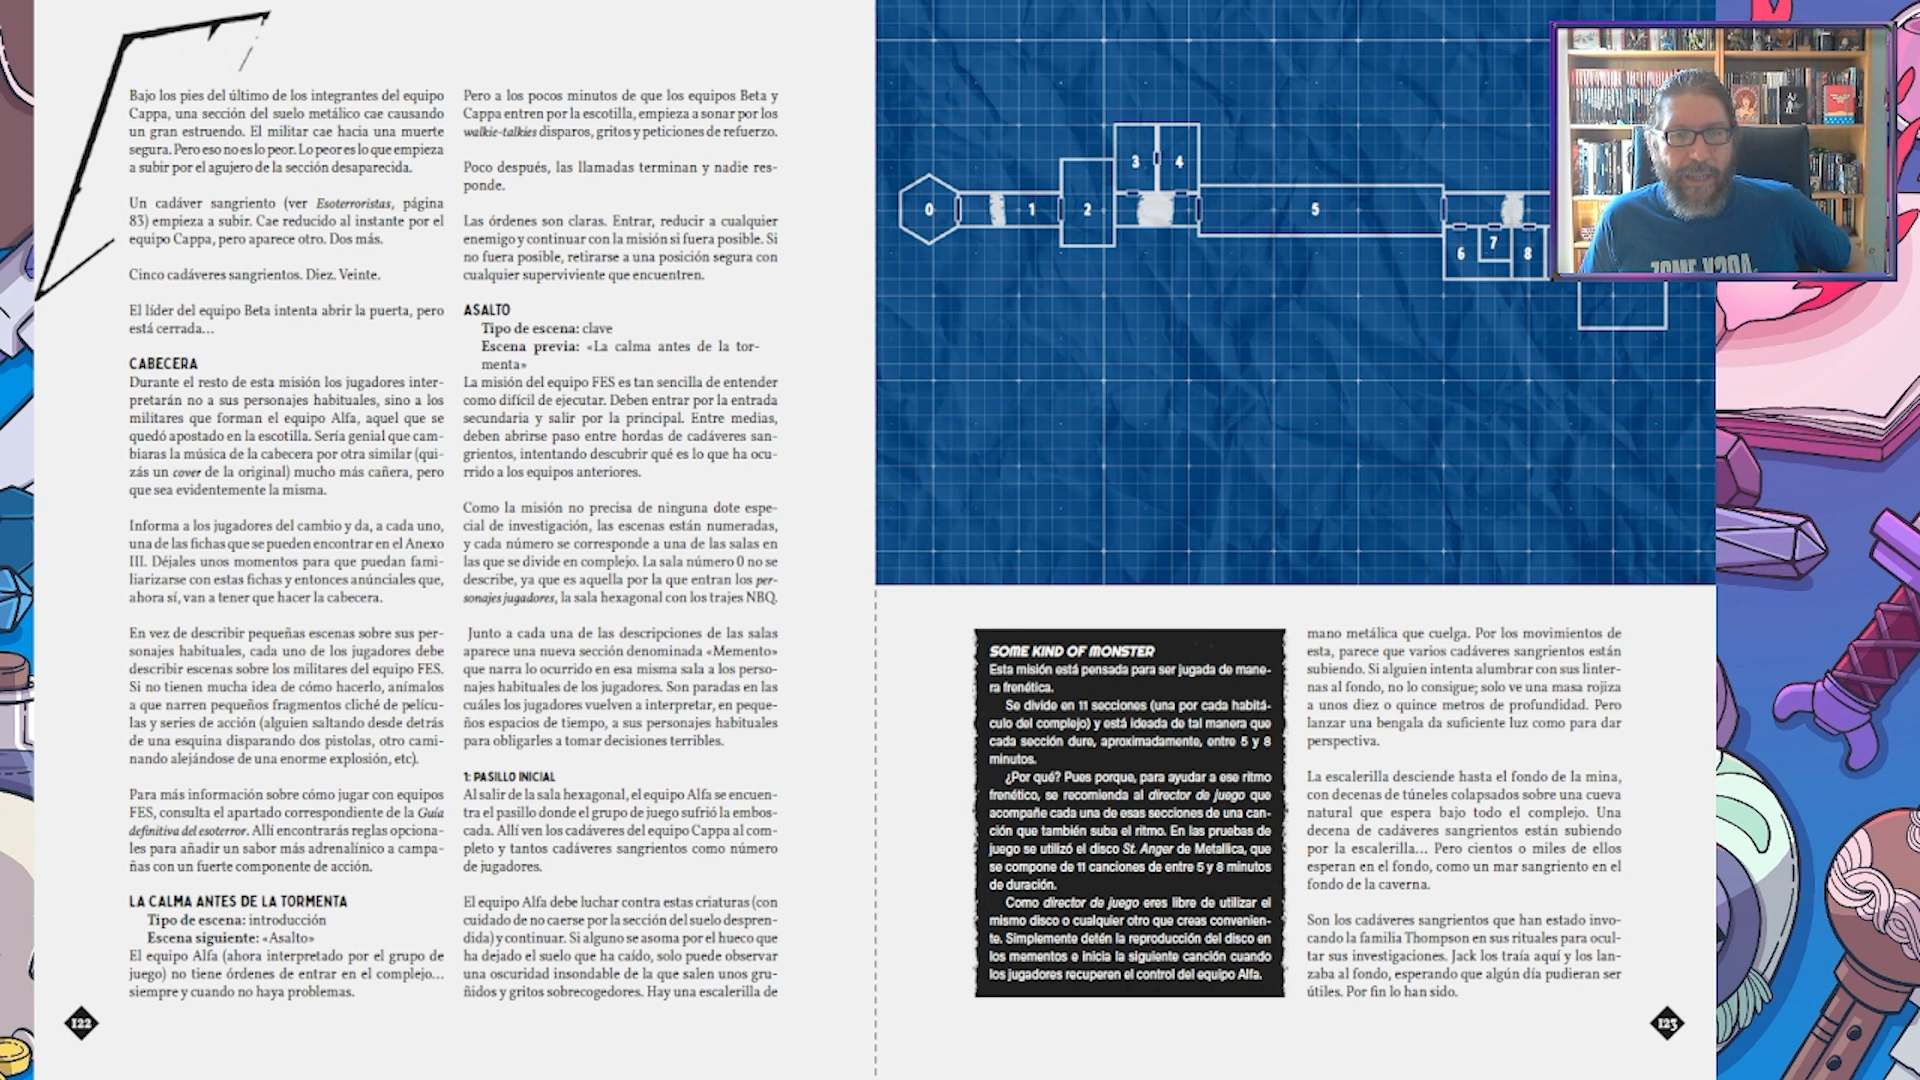 Bajo los pies del último de los integrantes del equipo
Cappa, una sección del suelo metálico cae causando
un gran estruendo. El militar cae hacia una muerte
segura. Pero eso no es lo peor. Lo peor es lo que empieza
a subir por el agujero de la sección desaparecida.
Un cadáver sangriento (ver Esoterroristas, página
83) empieza a subir. Cae reducido al instante por el
equipo Cappa, pero aparece otro. Dos más.
Cinco cadáveres sangrientos. Diez. Veinte.
El líder del equipo Beta intenta abrir la puerta, pero
está cerrada...
CABECERA
Durante el resto de esta misión los jugadores inter-
pretarán no a sus personajes habituales, sino a los
militares que forman el equipo Alfa, aquel que se
quedó apostado en la escotilla. Sería genial que cam-
biaras la música de la cabecera por otra similar (qui-
zás un cover de la original) mucho más cañera, pero
que sea evidentemente la misma.
Informa a los jugadores del cambio y da, a cada uno,
una de las fichas que se pueden encontrar en el Anexo
III. Déjales unos momentos para que puedan fami-
liarizarse con estas fichas y entonces anúnciales que,
ahora sí, van a tener que hacer la cabecera.
En vez de describir pequeñas escenas sobre sus per-
sonajes habituales, cada uno de los jugadores debe
describir escenas sobre los militares del equipo FES.
Si no tienen mucha idea de cómo hacerlo, anímalos
a que narren pequeños fragmentos cliché de pelícu-
las y series de acción (alguien saltando desde detrás
de una esquina disparando dos pistolas, otro cami-
nando alejándose de una enorme explosión, etc).
Para más información sobre cómo jugar con equipos
FES, consulta el apartado correspondiente de la Guía
definitiva del esoterror. Allí encontrarás reglas opciona-
les para añadir un sabor más adrenalínico a campa-
ñas con un fuerte componente de acción.
LA CALMA ANTES DE LA TORMENTA
Tipo de escena: introducción
Escena siguiente: «Asalto»
El equipo Alfa (ahora interpretado por el grupo de
juego) no tiene órdenes de entrar en el complejo...
siempre y cuando no haya problemas.
122
Pero a los pocos minutos de que los equipos Beta y
Cappa entren por la escotilla, empieza a sonar por los
walkie-talkies disparos, gritos y peticiones de refuerzo.
Poco después, las llamadas terminan y nadie res-
ponde.
Las órdenes son claras. Entrar, reducir a cualquier
enemigo y continuar con la misión si fuera posible. Si
no fuera posible, retirarse a una posición segura con
cualquier superviviente que encuentren.
ASALTO
Tipo de escena: clave
Escena previa: «La calma antes de la tor-
menta»
La misión del equipo FES es tan sencilla de entender
como difícil de ejecutar. Deben entrar por la entrada
secundaria y salir por la principal. Entre medias,
deben abrirse paso entre hordas de cadáveres san-
grientos, intentando descubrir qué es lo que ha ocu-
rrido a los equipos anteriores.
Como la misión no precisa de ninguna dote espe-
cial de investigación, las escenas están numeradas,
y cada número se corresponde a una de las salas en
las que se divide en complejo. La sala número 0 no se
describe, ya que es aquella por la que entran los per-
sonajes jugadores, la sala hexagonal con los trajes NBQ.
Junto a cada una de las descripciones de las salas
aparece una nueva sección denominada «Memento»
que narra lo ocurrido en esa misma sala a los perso-
najes habituales de los jugadores. Son paradas en las
cuáles los jugadores vuelven a interpretar, en peque-
ños espacios de tiempo, a sus personajes habituales
para obligarles a tomar decisiones terribles.
1: PASILLO INICIAL
Al salir de la sala hexagonal, el equipo Alfa se encuen-
tra el pasillo donde el grupo de juego sufrió la embos-
cada. Allí ven los cadáveres del equipo Cappa al com-
pleto y tantos cadáveres sangrientos como número
de jugadores.
El equipo Alfa debe luchar contra estas criaturas (con
cuidado de no caerse por la sección del suelo despren-
dida) y continuar. Si alguno se asoma por el hueco que
ha dejado el suelo que ha caído, solo puede observar
una oscuridad insondable de la que salen unos gru-
ñidos y gritos sobrecogedores. Hay una escalerilla de
0
1
2
3
4
5
6
7
8
SOME KIND OF MONSTER
Esta misión está pensada para ser jugada de mane-
ra frenética.
Se divide en 11 secciones (una por cada habitá-
culo del complejo) y está ideada de tal manera que
cada sección dure, aproximadamente, entre 5 y 8
minutos.
¿Por qué? Pues porque, para ayudar a ese ritmo
frenético, se recomienda al director de juego que
acompañe cada una de esas secciones de una can-
ción que también suba el ritmo. En las pruebas de
juego se utilizó el disco St. Anger de Metallica, que
se compone de 11 canciones de entre 5 y 8 minutos
de duración.
Como director de juego eres libre de utilizar el
mismo disco o cualquier otro que creas convenien-
te. Simplemente detén la reproducción del disco en
los mementos e inicia la siguiente canción cuando
los jugadores recuperen el control del equipo Alfa.
mano metálica que cuelga. Por los movimientos de
esta, parece que varios cadáveres sangrientos están
subiendo. Si alguien intenta alumbrar con sus linter-
nas al fondo, no lo consigue; solo ve una masa rojiza
a unos diez o quince metros de profundidad. Pero
lanzar una bengala da suficiente luz como para dar
perspectiva.
La escalerilla desciende hasta el fondo de la mina,
con decenas de túneles colapsados sobre una cueva
natural que espera bajo todo el complejo. Una
decena de cadáveres sangrientos están subiendo
por la escalerilla... Pero cientos o miles de ellos
esperan en el fondo, como un mar sangriento en el
fondo de la caverna.
Son los cadáveres sangrientos que han estado invo-
cando la familia Thompson en sus rituales para ocul-
tar sus investigaciones. Jack los traía aquí y los lan-
zaba al fondo, esperando que algún día pudieran ser
útiles. Por fin lo han sido.
123